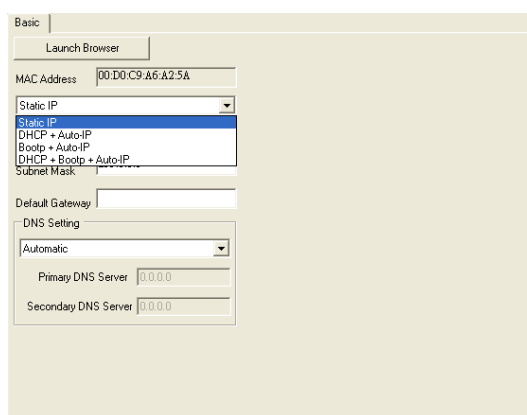 Basic
Launch Browser
MAC Address 00:D0:C9:A6:A2:5A
Static IP
Static IP
DHCP + Auto-IP
Bootp + Auto-IP
DHCP + Bootp + Auto-IP
Subnet Mask
Default Gateway
DNS Setting
Automatic
Primary DNS Server 0.0.0.0
Secondary DNS Server 0.0.0.0